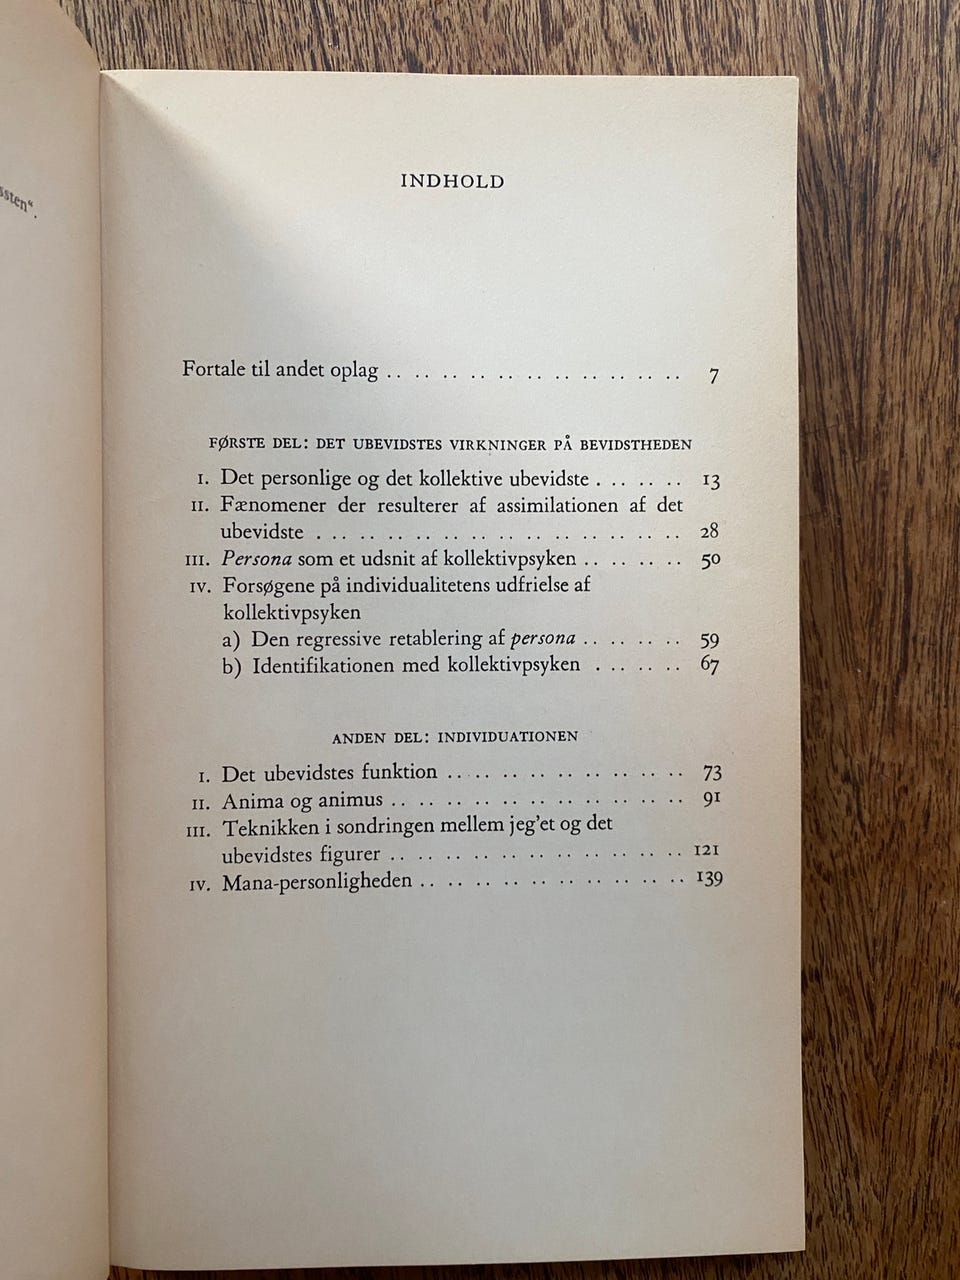 INDHOLD
Fortale til andet oplag .. .. .. .. .. .. .. .. .. .. .. 7
FØRSTE DEL: DET UBEVIDSTES VIRKNINGER PÅ BEVIDSTHEDEN
I. Det personlige og det kollektive ubevidste . .. .. .. 13
II. Fænomener der resulterer af assimilationen af det
ubevidste . .. .. .. .. .. .. .. .. .. .. .. .. .. 28
III. Persona som et udsnit af kollektivpsyken .. .. .. .. 50
IV. Forsøgene på individualitetens udfrielse af
kollektivpsyken
a) Den regressive retablering af persona .. .. .. .. 59
b) Identifikationen med kollektivpsyken . .. .. .. 67
ANDEN DEL: INDIVIDUATIONEN
I. Det ubevidstes funktion .. .. .. .. .. .. .. .. .. 73
II. Anima og animus .. .. .. .. .. .. .. .. .. .. .. 91
III. Teknikken i sondringen mellem jeg'et og det
ubevidstes figurer .. .. .. .. .. .. .. .. .. .. .. 121
IV. Mana-personligheden .. .. .. .. .. .. .. .. .. .. 139